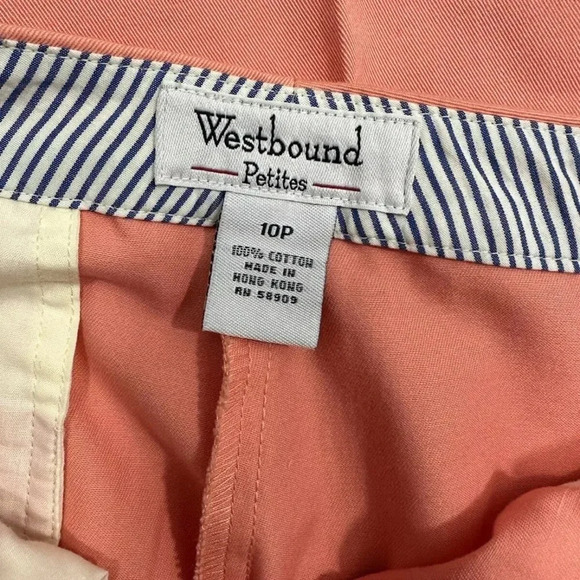 Westbound
Petites
10P
100% COTTON
MADE IN
HONG KONG
RN 58909